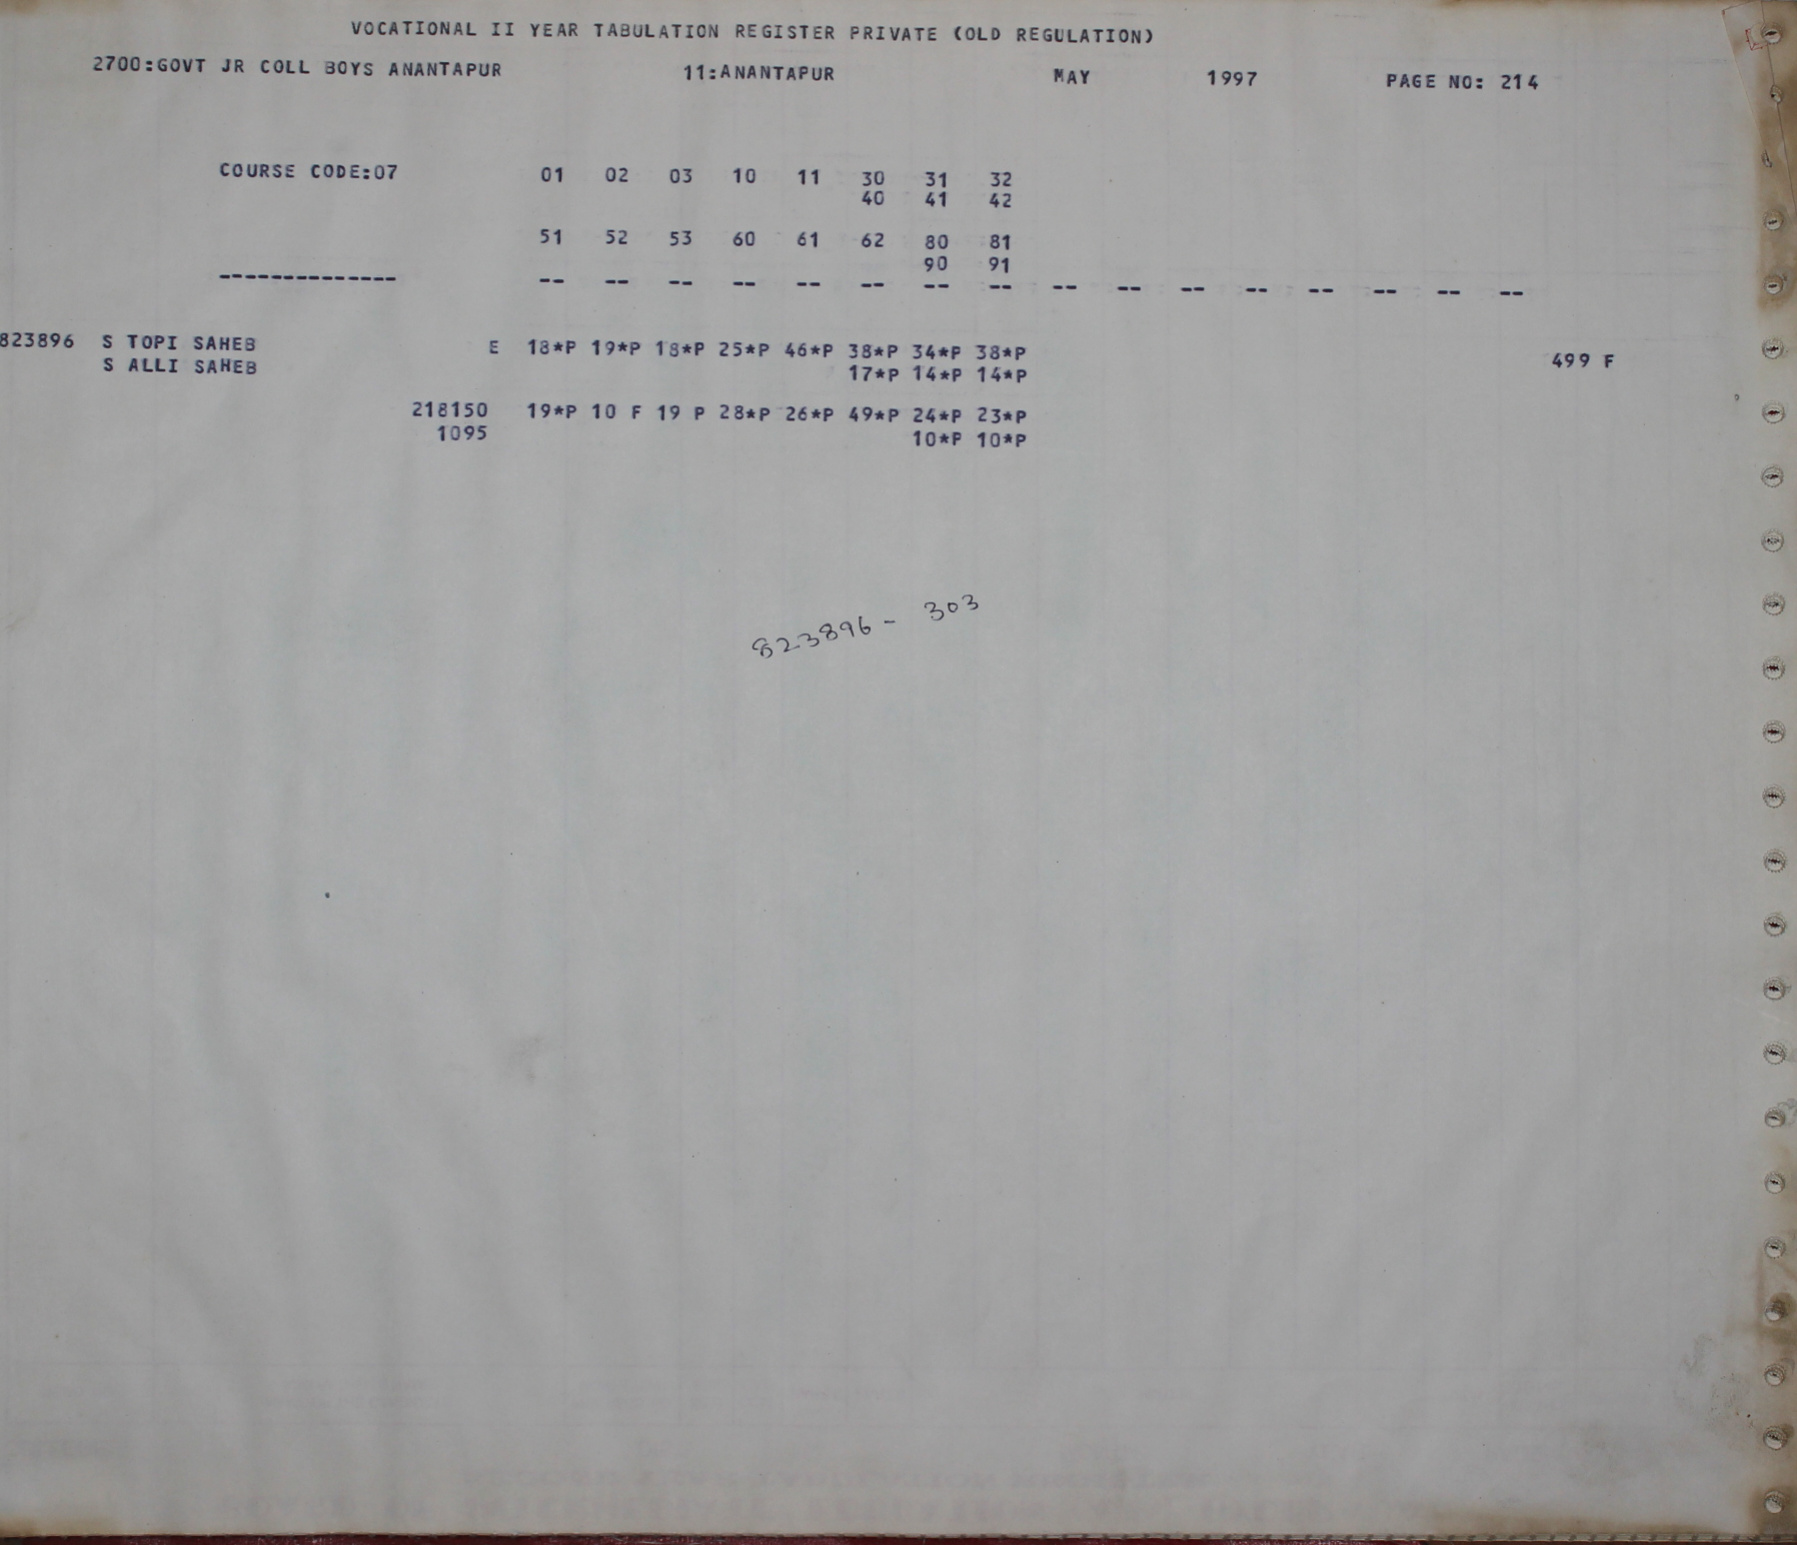 VOCATIONAL II YEAR TABULATION REGISTER PRIVATE (OLD REGULATION)
2700:GOVT JR COLL BOYS ANANTAPUR 11:ANANTAPUR MAY 1997 PAGE NO: 214
COURSE CODE:07 01 02 03 10 11 30 31 32
40 41 42
51 52 53 60 61 62 80 81
90 91
-------------- -- -- -- -- -- -- -- -- -- -- -- -- -- -- -- --
823896 S TOPI SAHEB E 18*P 19*P 18*P 25*P 46*P 38*P 34*P 38*P 499 F
S ALLI SAHEB 17*P 14*P 14*P
218150 19*P 10 F 19 P 28*P 26*P 49*P 24*P 23*P
1095 10*P 10*P
823896 - 303